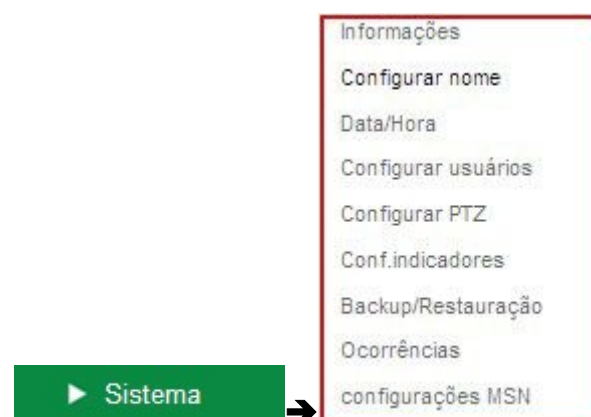 Informações
Configurar nome
Data/Hora
Configurar usuários
Configurar PTZ
Conf.indicadores
Backup/Restauração
Ocorrências
Sistema
configurações MSN